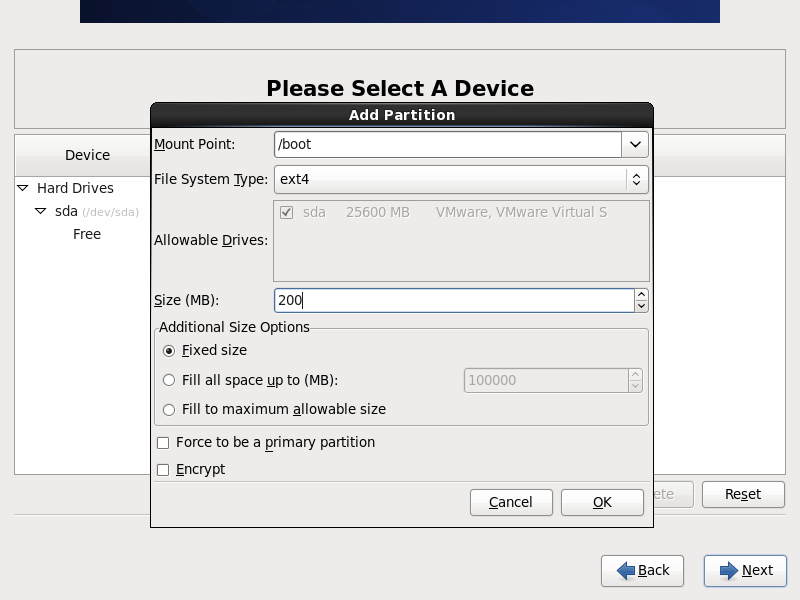 Please Select A Device
Add Partition
Device
Mount Point: /boot
Hard Drives
File System Type: ext4
sda (/dev/sda)
sda 25600 MB VMware, VMware Virtual S
Free
Allowable Drives:
Size (MB): 200
Additional Size Options
Fixed size
Fill all space up to (MB): 100000
Fill to maximum allowable size
Force to be a primary partition
Encrypt
Cancel OK
Reset
Back Next